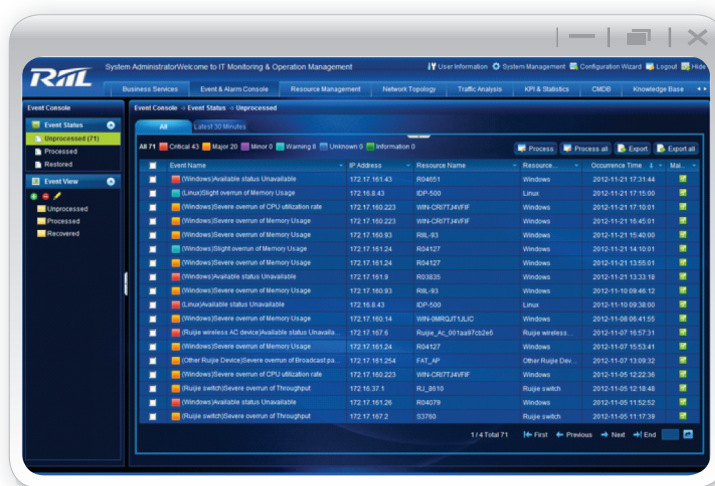 RIIL
System AdministratorWelcome to IT Monitoring & Operation Management
User Information System Management Configuration Wizard Logout Hide
Business Services Event & Alarm Console Resource Management Network Topology Traffic Analysis KPI & Statistics CMDB Knowledge Base
Event Console
Event Console → Event Status → Unprocessed
Event Status
Unprocessed (71)
Processed
Restored
Event View
Unprocessed
Processed
Recovered
All Latest 30 Minutes
All 71 Critical 43 Major 20 Minor 0 Warning 8 Unknown 0 Information 0
Process Process all Export Export all
Event Name IP Address Resource Name Resource... Occurrence Time Mai...
(Windows)Available status Unavailable 172.17.161.43 R04651 Windows 2012-11-21 17:31:44
(Linux)Slight overrun of Memory Usage 172.16.8.43 IDP-500 Linux 2012-11-21 17:15:00
(Windows)Severe overrun of CPU utilization rate 172.17.160.223 WIN-CRI7TJ4VFIF Windows 2012-11-21 17:10:01
(Windows)Severe overrun of Memory Usage 172.17.160.223 WIN-CRI7TJ4VFIF Windows 2012-11-21 16:45:01
(Windows)Severe overrun of Memory Usage 172.17.160.93 RIIL-93 Windows 2012-11-21 15:40:00
(Windows)Slight overrun of Memory Usage 172.17.161.24 R04127 Windows 2012-11-21 14:10:01
(Windows)Severe overrun of Memory Usage 172.17.161.24 R04127 Windows 2012-11-21 13:55:01
(Windows)Available status Unavailable 172.17.161.9 R03835 Windows 2012-11-21 13:33:18
(Windows)Severe overrun of Memory Usage 172.17.160.93 RIIL-93 Windows 2012-11-10 09:46:12
(Linux)Available status Unavailable 172.16.8.43 IDP-500 Linux 2012-11-10 09:38:00
(Windows)Severe overrun of Memory Usage 172.17.160.14 WIN-0MRQJT1JLIC Windows 2012-11-08 06:41:55
(Ruijie wireless AC device)Available status Unavaila... 172.17.167.6 Ruijie_Ac_001aa97cb2e6 Ruijie wireless... 2012-11-07 16:57:31
(Windows)Severe overrun of Memory Usage 172.17.161.24 R04127 Windows 2012-11-07 15:53:41
(Other Ruijie Device)Severe overrun of Broadcast pa... 172.17.161.254 FAT_AP Other Ruijie Dev... 2012-11-07 13:09:32
(Windows)Severe overrun of CPU utilization rate 172.17.160.223 WIN-CRI7TJ4VFIF Windows 2012-11-05 12:22:36
(Ruijie switch)Severe overrun of Throughput 172.16.37.1 RJ_8610 Ruijie switch 2012-11-05 12:18:48
(Windows)Available status Unavailable 172.17.161.26 R04079 Windows 2012-11-05 11:52:52
(Ruijie switch)Severe overrun of Throughput 172.17.167.2 S3760 Ruijie switch 2012-11-05 11:17:39
1 / 4 Total 71 First Previous Next End